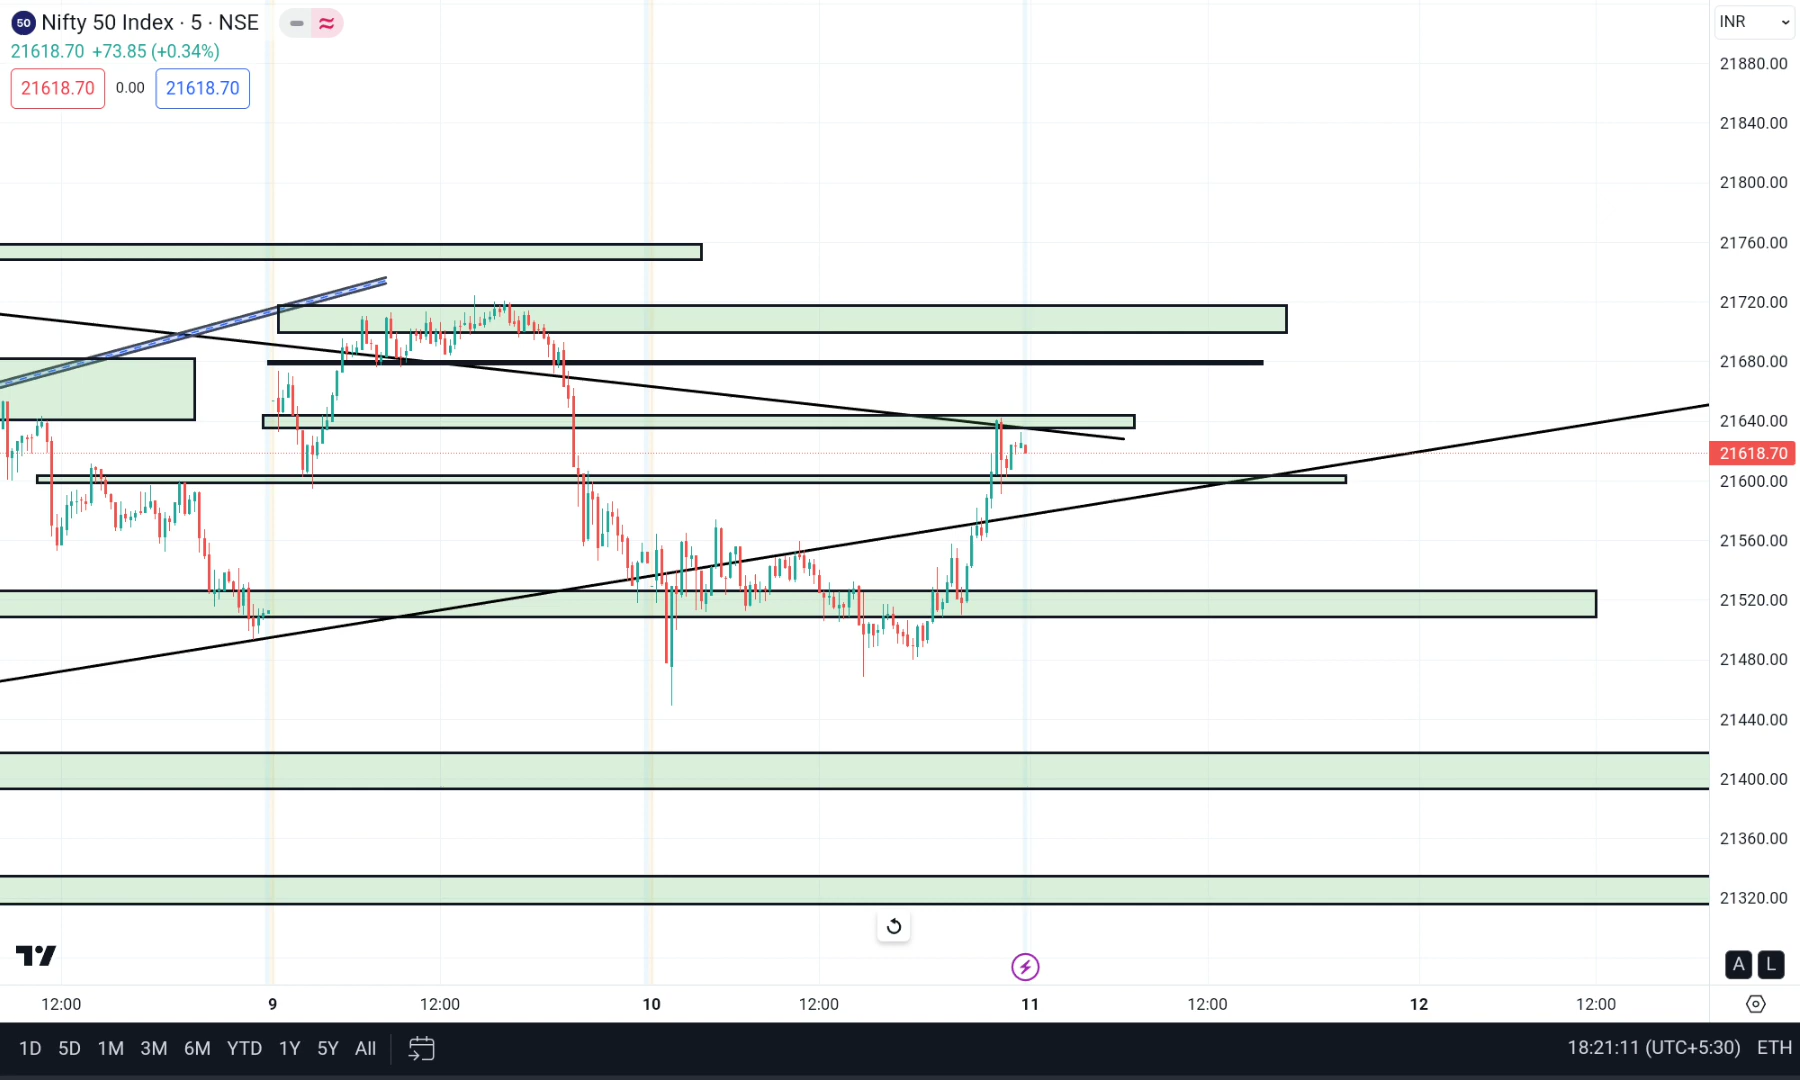 50 Nifty 50 Index · 5 · NSE
21618.70 +73.85 (+0.34%)
21618.70 0.00 21618.70
INR
21880.00
21840.00
21800.00
21760.00
21720.00
21680.00
21640.00
21618.70
21600.00
21560.00
21520.00
21480.00
21440.00
21400.00
21360.00
21320.00
A L
12:00 9 12:00 10 12:00 11 12:00 12 12:00
1D 5D 1M 3M 6M YTD 1Y 5Y All
18:21:11 (UTC+5:30) ETH